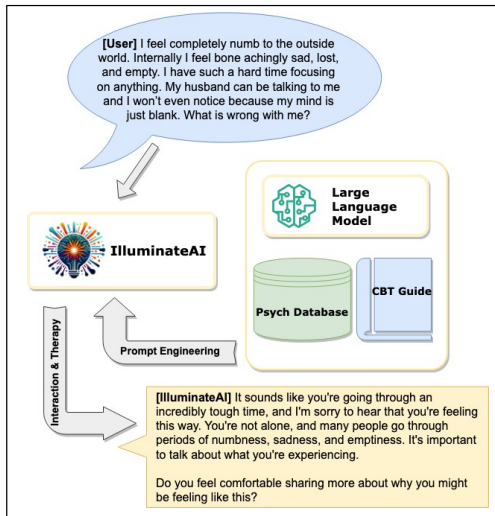 [User] I feel completely numb to the outside
world. Internally I feel bone achingly sad, lost,
and empty. I have such a hard time focusing
on anything. My husband can be talking to me
and I won't even notice because my mind is
just blank. What is wrong with me?
Large
Language
Model
IlluminateAI
Psych Database
CBT Guide
Prompt Engineering
Interaction & Therapy
[IlluminateAI] It sounds like you're going through an
incredibly tough time, and I'm sorry to hear that you're feeling
this way. You're not alone, and many people go through
periods of numbness, sadness, and emptiness. It's important
to talk about what you're experiencing.
Do you feel comfortable sharing more about why you might
be feeling like this?